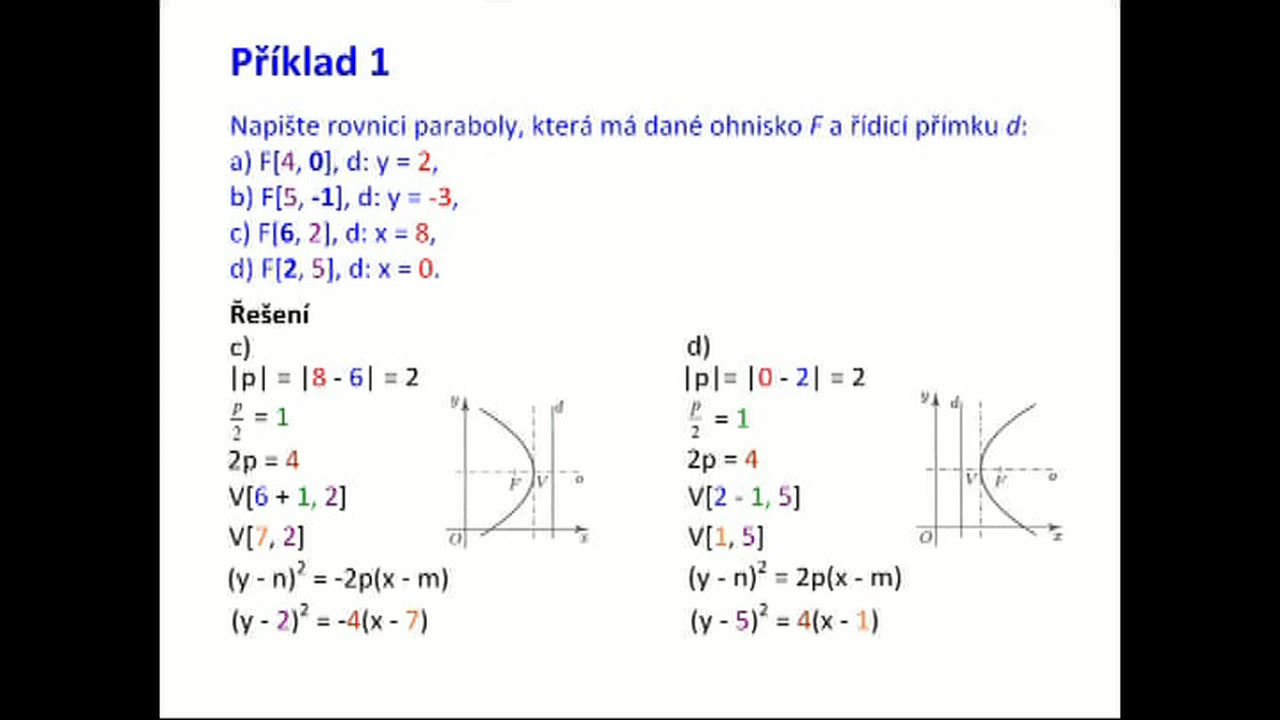 Příklad 1
Napište rovnici paraboly, která má dané ohnisko F a řídicí přímku d:
a) F[4, 0], d: y = 2,
b) F[5, -1], d: y = -3,
c) F[6, 2], d: x = 8,
d) F[2, 5], d: x = 0.
Řešení
c)
|p| = |8 - 6| = 2
p/2 = 1
2p = 4
V[6 + 1, 2]
V[7, 2]
(y - n)² = -2p(x - m)
(y - 2)² = -4(x - 7)
y d
F V o
O x
d)
|p|= |0 - 2| = 2
p/2 = 1
2p = 4
V[2 - 1, 5]
V[1, 5]
(y - n)² = 2p(x - m)
(y - 5)² = 4(x - 1)
y d
V F o
O x